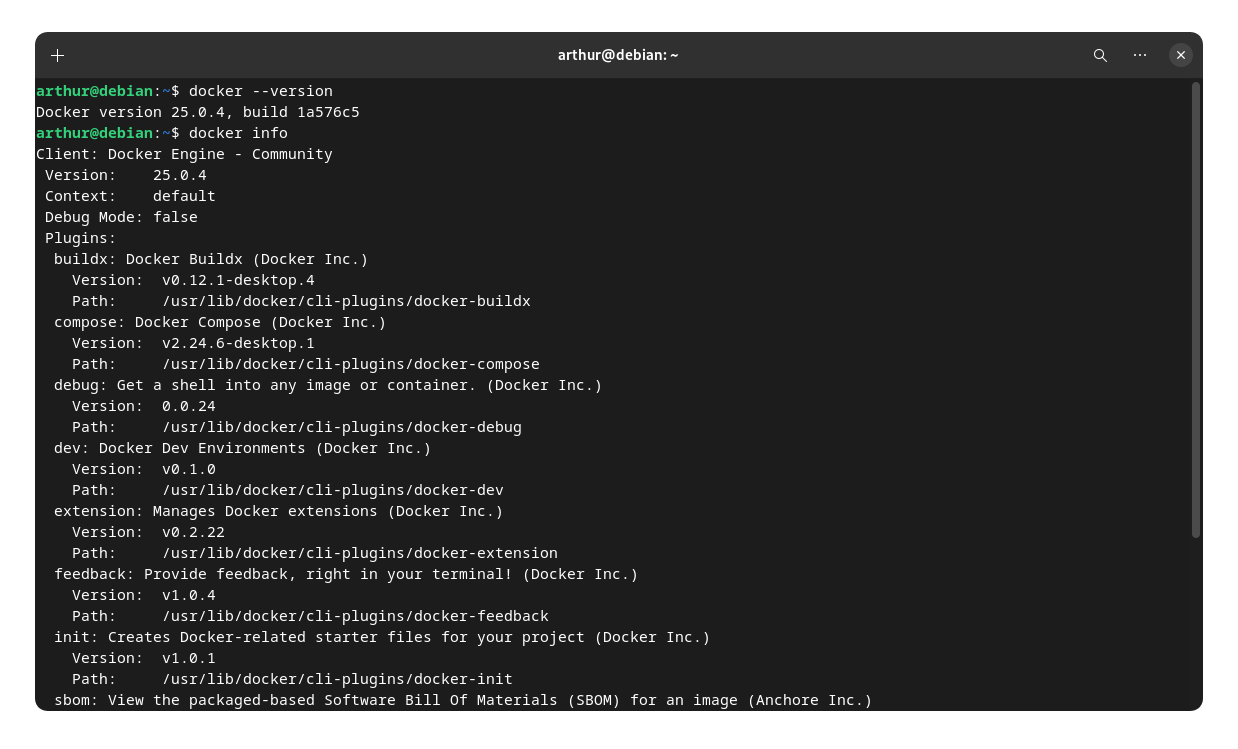 arthur@debian: ~
arthur@debian:~$ docker --version
Docker version 25.0.4, build 1a576c5
arthur@debian:~$ docker info
Client: Docker Engine - Community
 Version:    25.0.4
 Context:    default
 Debug Mode: false
 Plugins:
  buildx: Docker Buildx (Docker Inc.)
    Version:  v0.12.1-desktop.4
    Path:     /usr/lib/docker/cli-plugins/docker-buildx
  compose: Docker Compose (Docker Inc.)
    Version:  v2.24.6-desktop.1
    Path:     /usr/lib/docker/cli-plugins/docker-compose
  debug: Get a shell into any image or container. (Docker Inc.)
    Version:  0.0.24
    Path:     /usr/lib/docker/cli-plugins/docker-debug
  dev: Docker Dev Environments (Docker Inc.)
    Version:  v0.1.0
    Path:     /usr/lib/docker/cli-plugins/docker-dev
  extension: Manages Docker extensions (Docker Inc.)
    Version:  v0.2.22
    Path:     /usr/lib/docker/cli-plugins/docker-extension
  feedback: Provide feedback, right in your terminal! (Docker Inc.)
    Version:  v1.0.4
    Path:     /usr/lib/docker/cli-plugins/docker-feedback
  init: Creates Docker-related starter files for your project (Docker Inc.)
    Version:  v1.0.1
    Path:     /usr/lib/docker/cli-plugins/docker-init
  sbom: View the packaged-based Software Bill Of Materials (SBOM) for an image (Anchore Inc.)